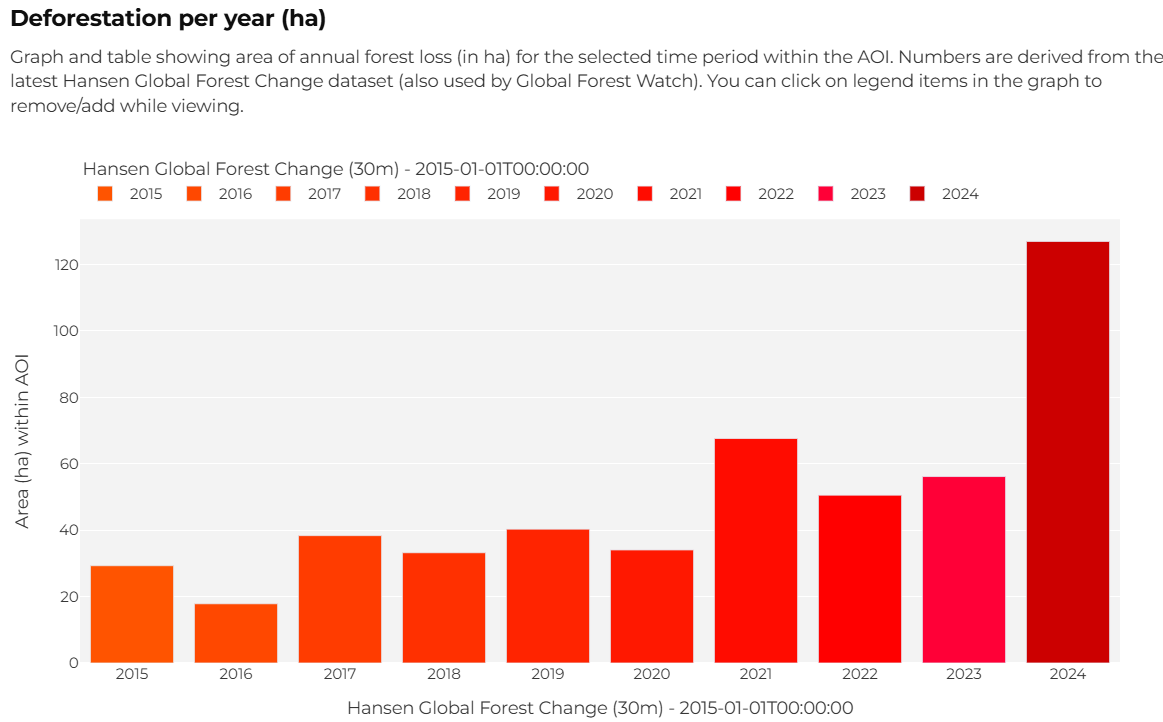 Deforestation per year (ha)
Graph and table showing area of annual forest loss (in ha) for the selected time period within the AOI. Numbers are derived from the
latest Hansen Global Forest Change dataset (also used by Global Forest Watch). You can click on legend items in the graph to
remove/add while viewing.
Hansen Global Forest Change (30m) - 2015-01-01T00:00:00
2015 2016 2017 2018 2019 2020 2021 2022 2023 2024
Area (ha) within AOI
120
100
80
60
40
20
0
2015 2016 2017 2018 2019 2020 2021 2022 2023 2024
Hansen Global Forest Change (30m) - 2015-01-01T00:00:00